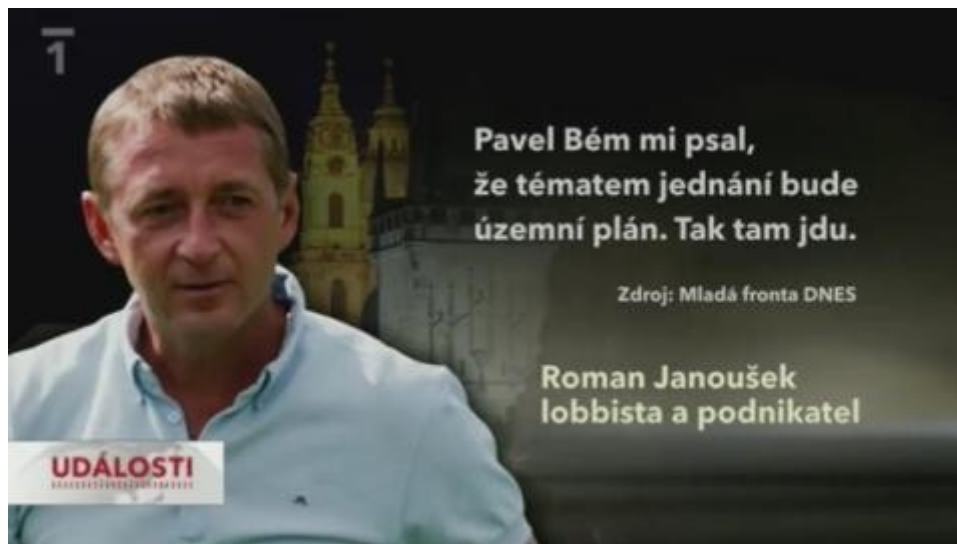 1
Pavel Bém mi psal,
že tématem jednání bude
územní plán. Tak tam jdu.
Zdroj: Mladá fronta DNES
Roman Janoušek
lobbista a podnikatel
UDÁLOSTI